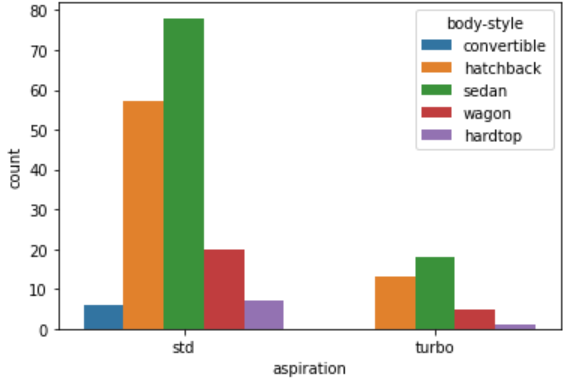 80
70
60
50
40
30
20
10
0
count
body-style
convertible
hatchback
sedan
wagon
hardtop
std
turbo
aspiration